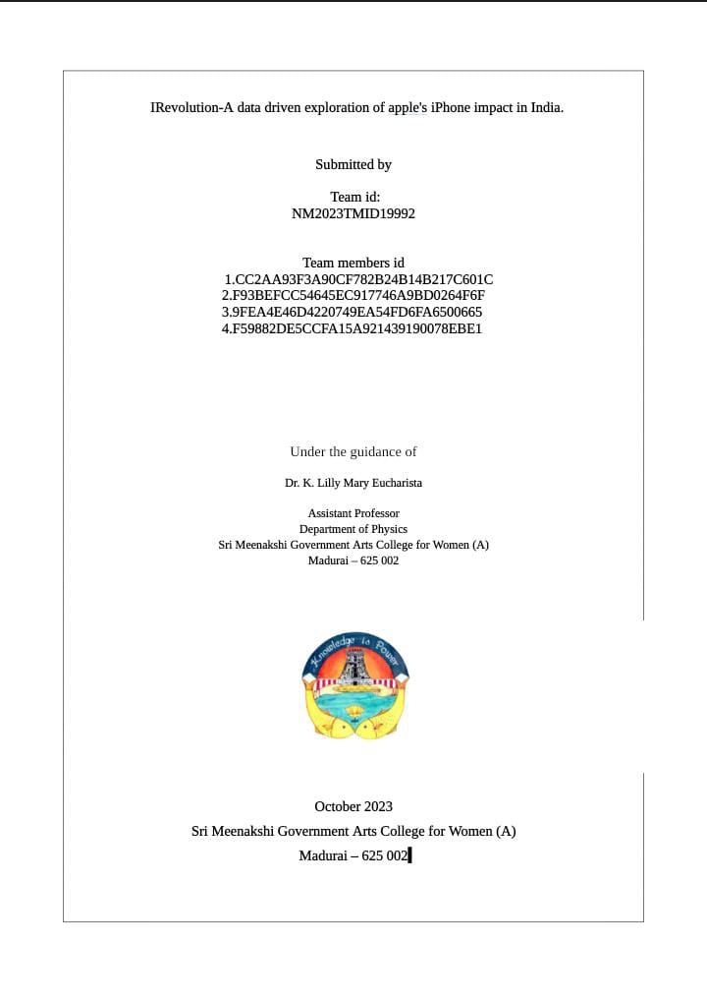 IRevolution-A data driven exploration of apple's iPhone impact in India.
Submitted by
Team id:
NM2023TMID19992
Team members id
1.CC2AA93F3A90CF782B24B14B217C601C
2.F93BEFCC54645EC917746A9BD0264F6F
3.9FEA4E46D4220749EA54FD6FA6500665
4.F59882DE5CCFA15A921439190078EBE1
Under the guidance of
Dr. K. Lilly Mary Eucharista
Assistant Professor
Department of Physics
Sri Meenakshi Government Arts College for Women (A)
Madurai – 625 002
Knowledge is Power
October 2023
Sri Meenakshi Government Arts College for Women (A)
Madurai – 625 002